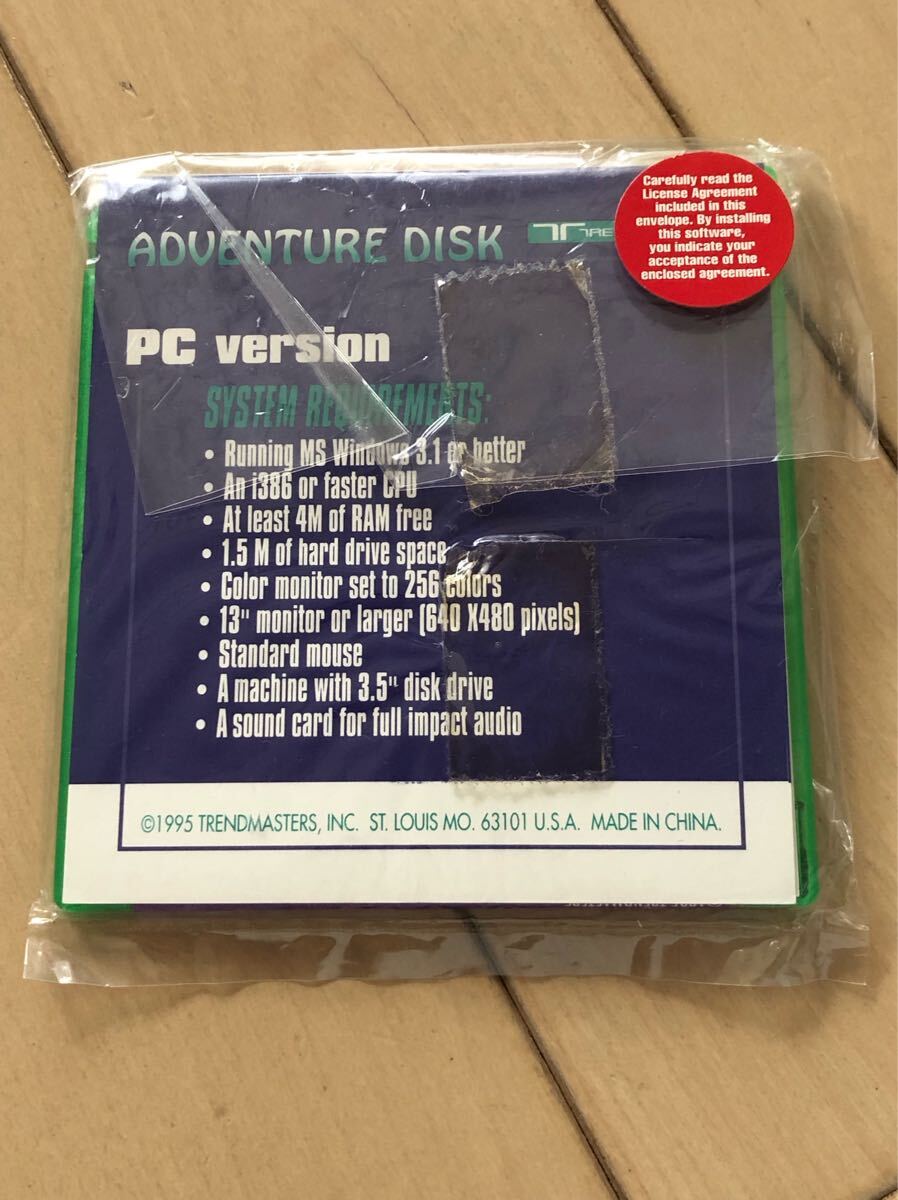 Carefully read the
License Agreement
included in this
envelope. By installing
this software,
you indicate your
acceptance of the
enclosed agreement.
ADVENTURE DISK
PC version
SYSTEM REQUIREMENTS:
• Running MS Windows 3.1 or better
• An i386 or faster CPU
• At least 4M of RAM free
• 1.5 M of hard drive space
• Color monitor set to 256 colors
• 13" monitor or larger (640 X480 pixels)
• Standard mouse
• A machine with 3.5" disk drive
• A sound card for full impact audio
©1995 TRENDMASTERS, INC. ST. LOUIS MO. 63101 U.S.A. MADE IN CHINA.